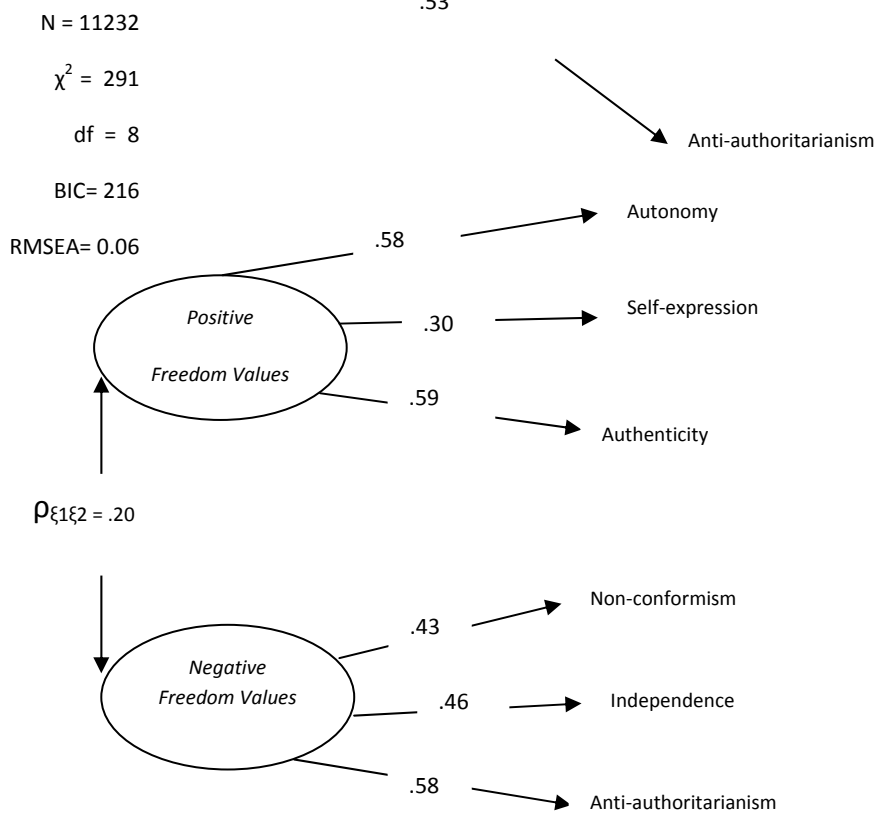 .53
N = 11232
χ² = 291
df = 8
BIC= 216
RMSEA= 0.06
Anti-authoritarianism
Autonomy
.58
Positive
Freedom Values
.30
Self-expression
.59
Authenticity
ρξ1ξ2 = .20
Non-conformism
.43
Negative
Freedom Values
.46
Independence
.58
Anti-authoritarianism